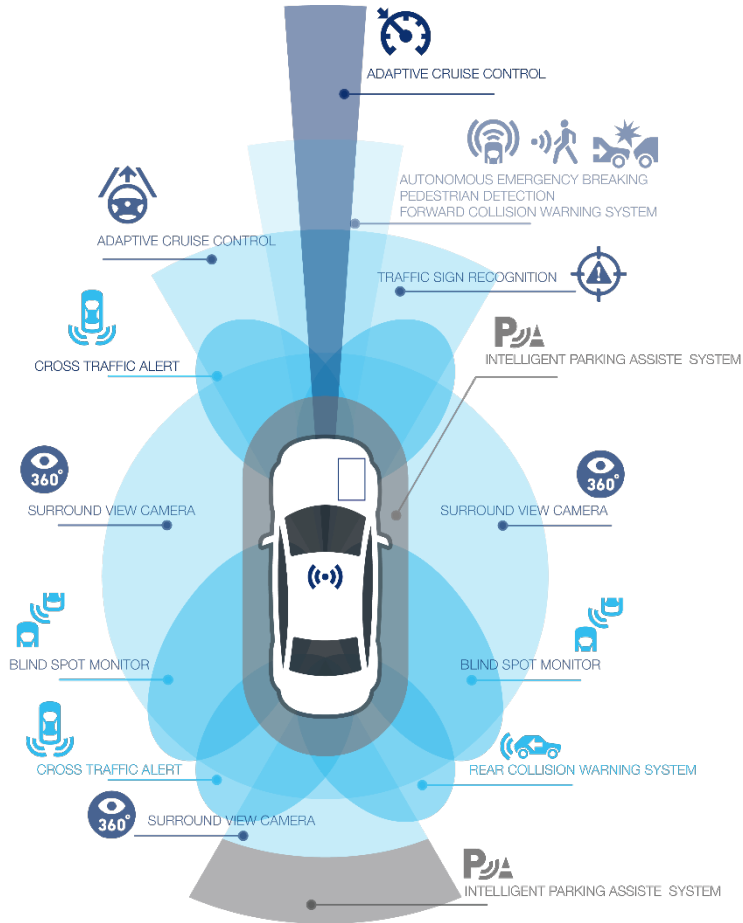 ADAPTIVE CRUISE CONTROL
AUTONOMOUS EMERGENCY BREAKING
PEDESTRIAN DETECTION
FORWARD COLLISION WARNING SYSTEM
ADAPTIVE CRUISE CONTROL
TRAFFIC SIGN RECOGNITION
P
INTELLIGENT PARKING ASSISTE SYSTEM
CROSS TRAFFIC ALERT
360°
SURROUND VIEW CAMERA
360°
SURROUND VIEW CAMERA
BLIND SPOT MONITOR
BLIND SPOT MONITOR
CROSS TRAFFIC ALERT
REAR COLLISION WARNING SYSTEM
360°
SURROUND VIEW CAMERA
P
INTELLIGENT PARKING ASSISTE SYSTEM